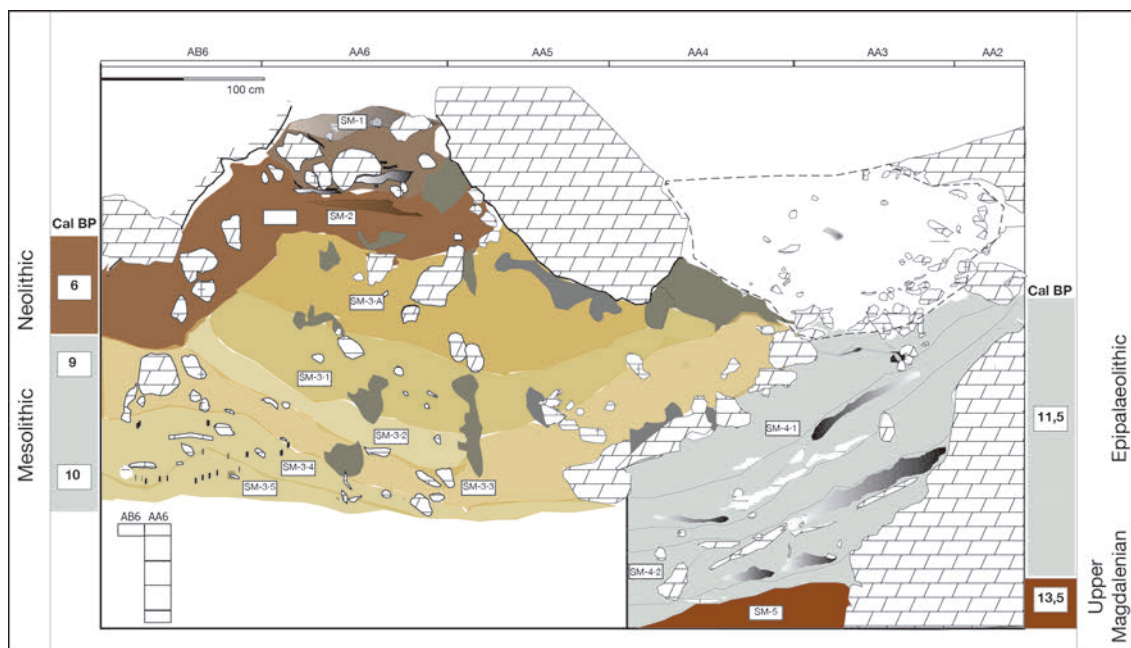 AB6 AA6 AA5 AA4 AA3 AA2
100 cm
SM-1
SM-2
Cal BP
Neolithic
6
SM-3-A
Cal BP
9
SM-3-1
Mesolithic
SM-3-2
SM-4-1
11,5
Epipalaeolithic
10
SM-3-4
SM-3-3
SM-3-5
AB6 AA6
SM-4-2
SM-5
13,5
Upper
Magdalenian